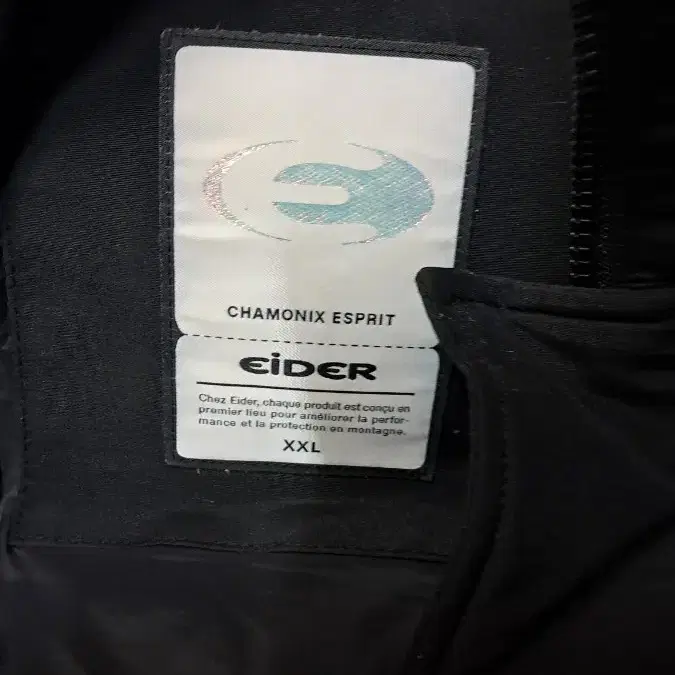 CHAMONIX ESPRIT
EiDER
Chez Eider, chaque produit est conçu en
premier lieu pour améliorer la perfor-
mance et la protection en montagne.
XXL